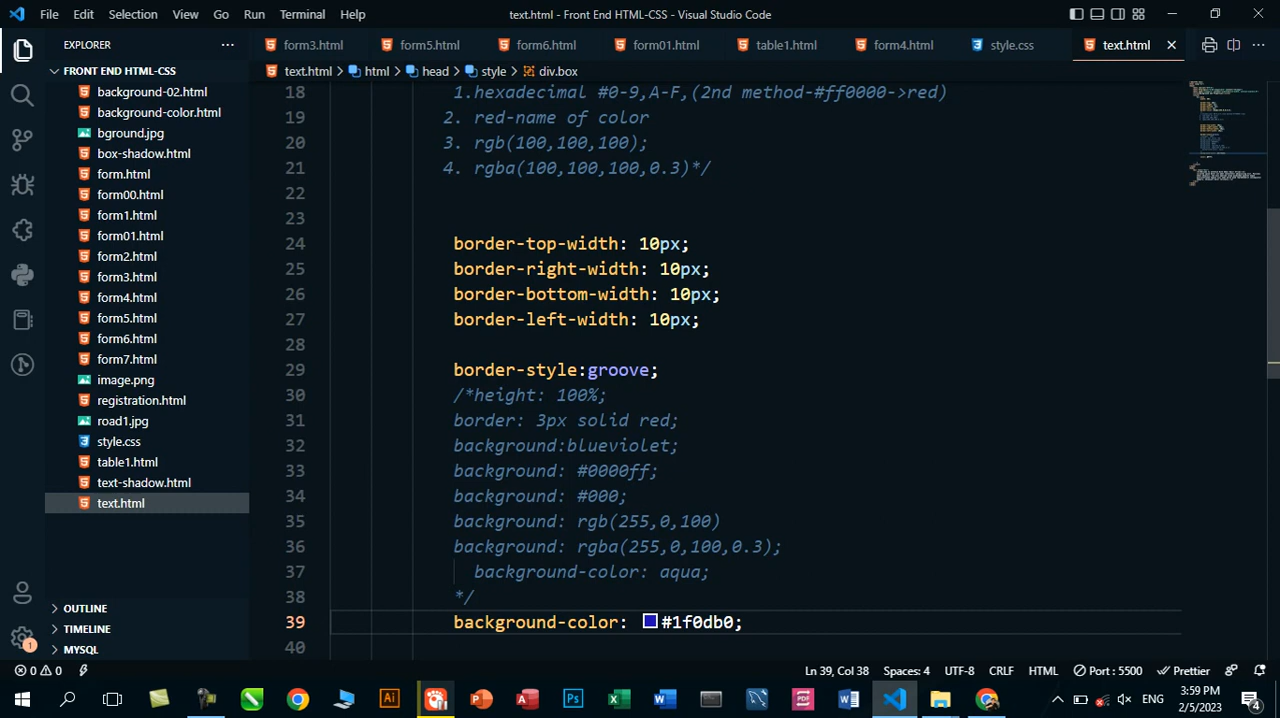 File Edit Selection View Go Run Terminal Help
text.html - Front End HTML-CSS - Visual Studio Code
EXPLORER
form3.html form5.html form6.html form01.html table1.html form4.html style.css text.html
FRONT END HTML-CSS
text.html > html > head > style > div.box
background-02.html
background-color.html
bground.jpg
box-shadow.html
form.html
form00.html
form1.html
form01.html
form2.html
form3.html
form4.html
form5.html
form6.html
form7.html
image.png
registration.html
road1.jpg
style.css
table1.html
text-shadow.html
text.html
OUTLINE
TIMELINE
MYSQL
18 1.hexadecimal #0-9,A-F,(2nd method-#ff0000->red)
19 2. red-name of color
20 3. rgb(100,100,100);
21 4. rgba(100,100,100,0.3)*/
22
23
24 border-top-width: 10px;
25 border-right-width: 10px;
26 border-bottom-width: 10px;
27 border-left-width: 10px;
28
29 border-style:groove;
30 /*height: 100%;
31 border: 3px solid red;
32 background:blueviolet;
33 background: #0000ff;
34 background: #000;
35 background: rgb(255,0,100)
36 background: rgba(255,0,100,0.3);
37 background-color: aqua;
38 */
39 background-color: #1f0db0;
40
1
0 0
Ln 39, Col 38 Spaces: 4 UTF-8 CRLF HTML Port : 5500 Prettier
ENG
3:59 PM
2/5/2023
4